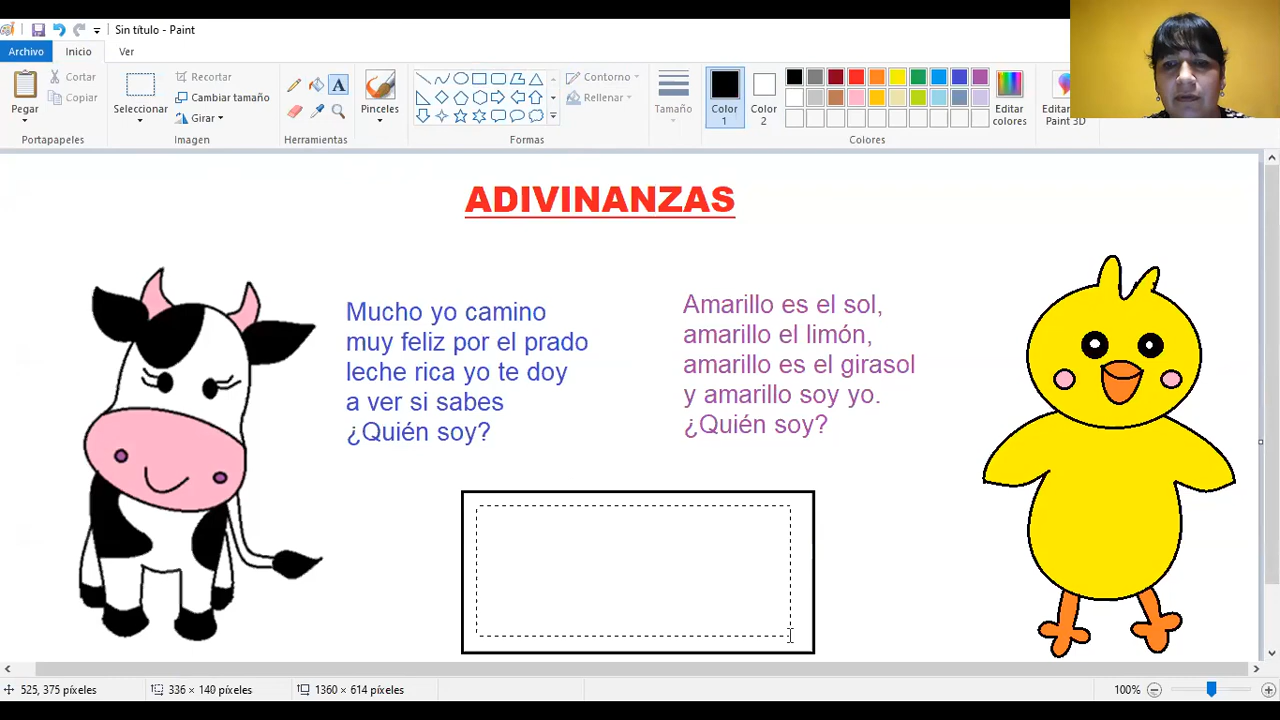 Sin título - Paint
Archivo
Inicio
Ver
Pegar
Cortar
Copiar
Portapapeles
Seleccionar
Recortar
Cambiar tamaño
Girar
Imagen
A
Herramientas
Pinceles
Contorno
Rellenar
Formas
Tamaño
Color 1
Color 2
Editar colores
Colores
Editar
Paint 3D
ADIVINANZAS
Mucho yo camino
muy feliz por el prado
leche rica yo te doy
a ver si sabes
¿Quién soy?
Amarillo es el sol,
amarillo el limón,
amarillo es el girasol
y amarillo soy yo.
¿Quién soy?
525, 375 píxeles
336 × 140 píxeles
1360 × 614 píxeles
100%